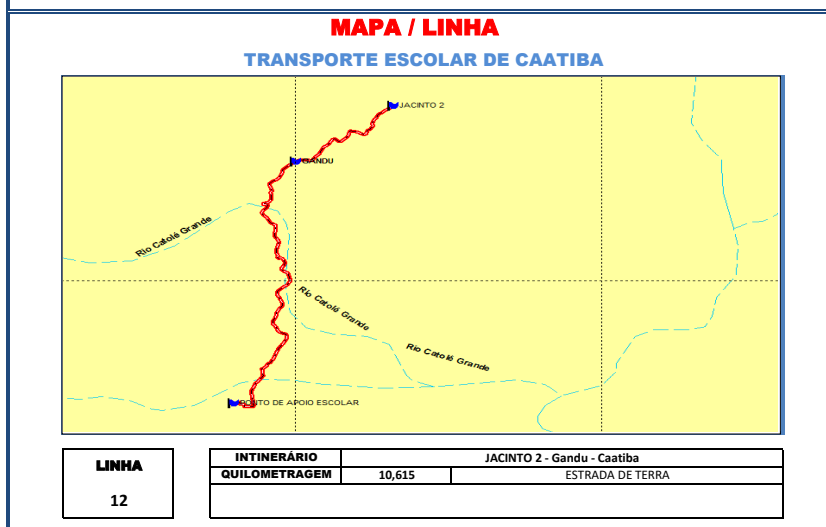 MAPA / LINHA
TRANSPORTE ESCOLAR DE CAATIBA
JACINTO 2
GANDU
Rio Catolé Grande
Rio Catolé Grande
Rio Catolé Grande
PONTO DE APOIO ESCOLAR
LINHA
12
INTINERÁRIO JACINTO 2 - Gandu - Caatiba
QUILOMETRAGEM 10,615 ESTRADA DE TERRA